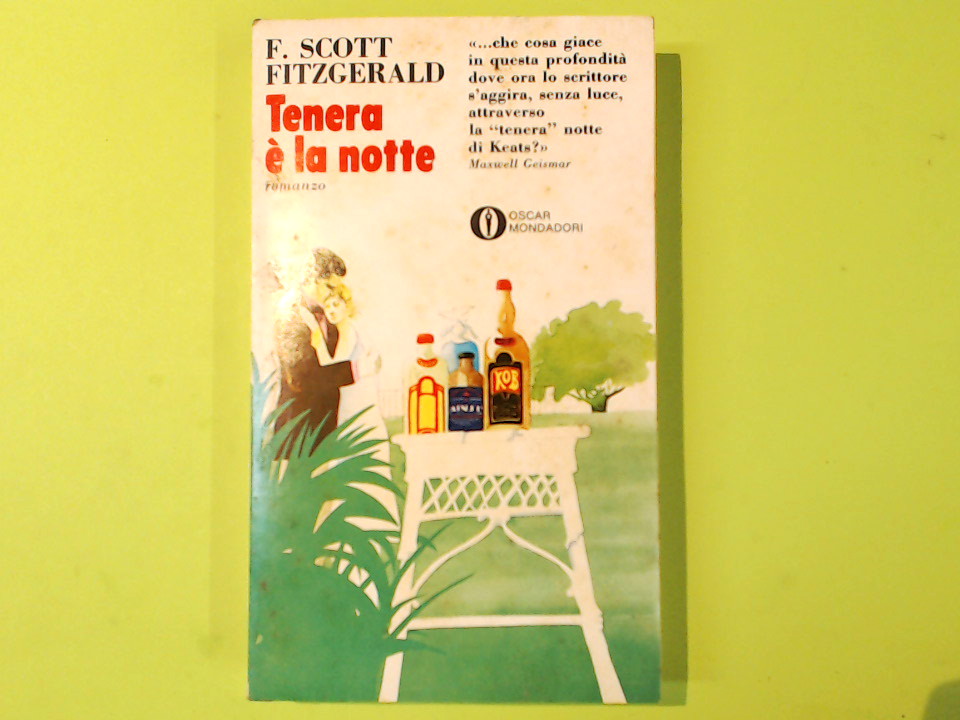 F. SCOTT
FITZGERALD
Tenera
è la notte
romanzo
«...che cosa giace
in questa profondità
dove ora lo scrittore
s'aggira, senza luce,
attraverso
la “tenera” notte
di Keats?»
Maxwell Geismar
OSCAR
MONDADORI
KOB